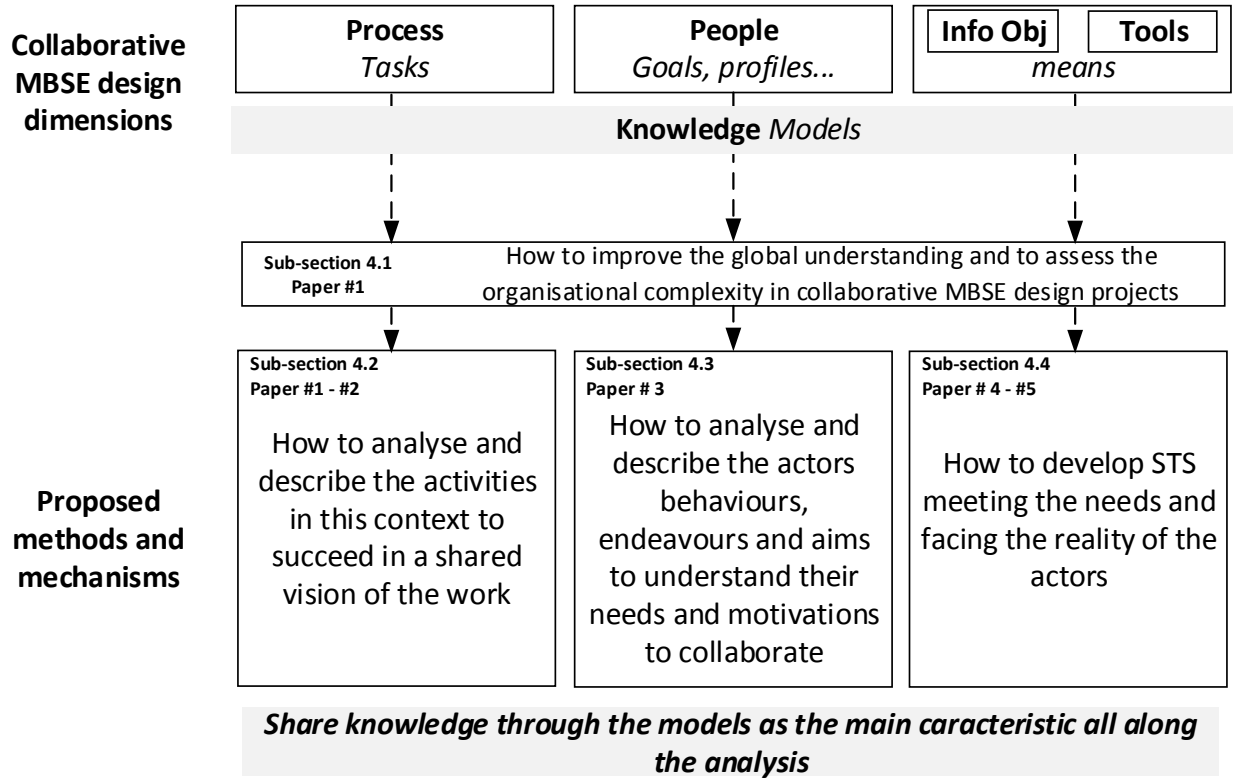 Collaborative
MBSE design
dimensions
Process
Tasks
People
Goals, profiles...
Info Obj
Tools
means
Knowledge Models
Sub-section 4.1
Paper #1
How to improve the global understanding and to assess the
organisational complexity in collaborative MBSE design projects
Proposed
methods and
mechanisms
Sub-section 4.2
Paper #1 - #2
How to analyse and
describe the activities
in this context to
succeed in a shared
vision of the work
Sub-section 4.3
Paper # 3
How to analyse and
describe the actors
behaviours,
endeavours and aims
to understand their
needs and motivations
to collaborate
Sub-section 4.4
Paper # 4 - #5
How to develop STS
meeting the needs and
facing the reality of the
actors
Share knowledge through the models as the main caracteristic all along
the analysis